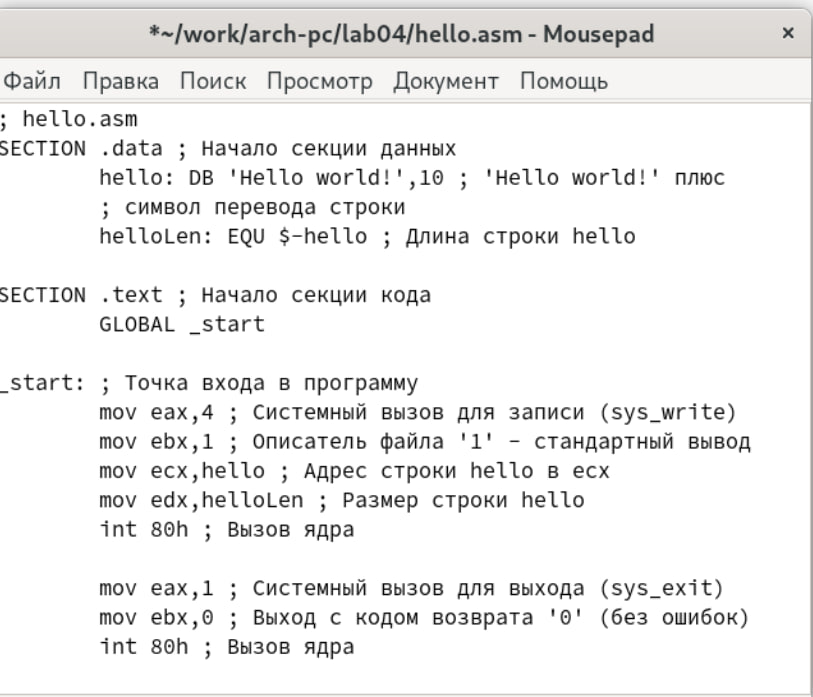 *~/work/arch-pc/lab04/hello.asm - Mousepad ×
Файл Правка Поиск Просмотр Документ Помощь
; hello.asm
SECTION .data ; Начало секции данных
hello: DB 'Hello world!',10 ; 'Hello world!' плюс
; символ перевода строки
helloLen: EQU $-hello ; Длина строки hello
SECTION .text ; Начало секции кода
GLOBAL _start
_start: ; Точка входа в программу
mov eax,4 ; Системный вызов для записи (sys_write)
mov ebx,1 ; Описатель файла '1' - стандартный вывод
mov ecx,hello ; Адрес строки hello в ecx
mov edx,helloLen ; Размер строки hello
int 80h ; Вызов ядра
mov eax,1 ; Системный вызов для выхода (sys_exit)
mov ebx,0 ; Выход с кодом возврата '0' (без ошибок)
int 80h ; Вызов ядра